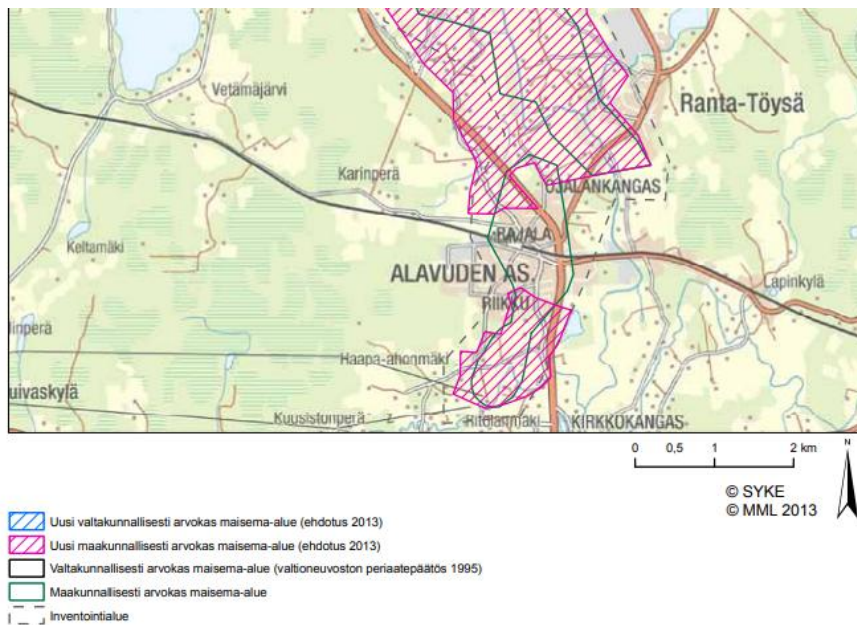 Vetämäjärvi
Ranta-Töysä
Karinperä
OJALANKANGAS
RAJALA
Keltamäki
ALAVUDEN AS.
Lapinkylä
RIIKKU
linperä
Haapa-ahonmäki
uivaskylä
Kuusistonperä
Ritolanmäki
KIRKKOKANGAS
0 0,5 1 2 km
N
© SYKE
© MML 2013
Uusi valtakunnallisesti arvokas maisema-alue (ehdotus 2013)
Uusi maakunnallisesti arvokas maisema-alue (ehdotus 2013)
Valtakunnallisesti arvokas maisema-alue (valtioneuvoston periaatepäätös 1995)
Maakunnallisesti arvokas maisema-alue
Inventointialue